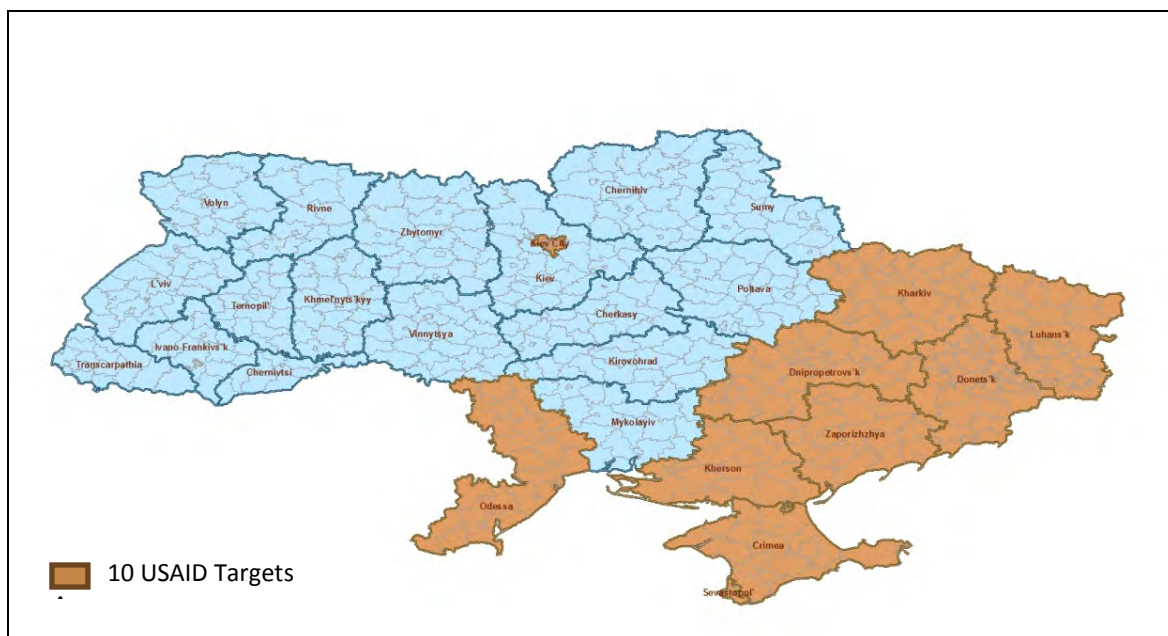 Chernihiv
Sumy
Volyn
Rivne
Zhytomyr
Kiev City
Kiev
L'viv
Ternopil'
Khmel'nyts'kyy
Poltava
Kharkiv
Cherkasy
Vinnytsya
Ivano-Frankivs'k
Transcarpathia
Chernivtsi
Kirovohrad
Luhans'k
Dnipropetrovs'k
Donets'k
Mykolayiv
Zaporizhzhya
Kherson
Odessa
Crimea
Sevastopol'
10 USAID Targets